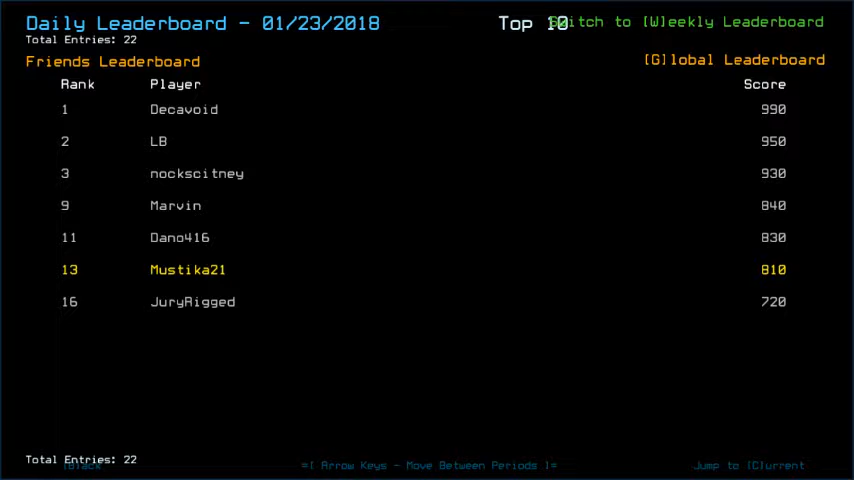 Daily Leaderboard - 01/23/2018 Top 10 Switch to [W]eekly Leaderboard
Total Entries: 22
Friends Leaderboard [G]lobal Leaderboard
Rank Player Score
1 Decavoid 990
2 LB 950
3 nockscitney 930
9 Marvin 840
11 Dano416 830
13 Mustika21 810
16 JuryRigged 720
Total Entries: 22
[B]ack =[ Arrow Keys - Move Between Periods ]= Jump to [C]urrent